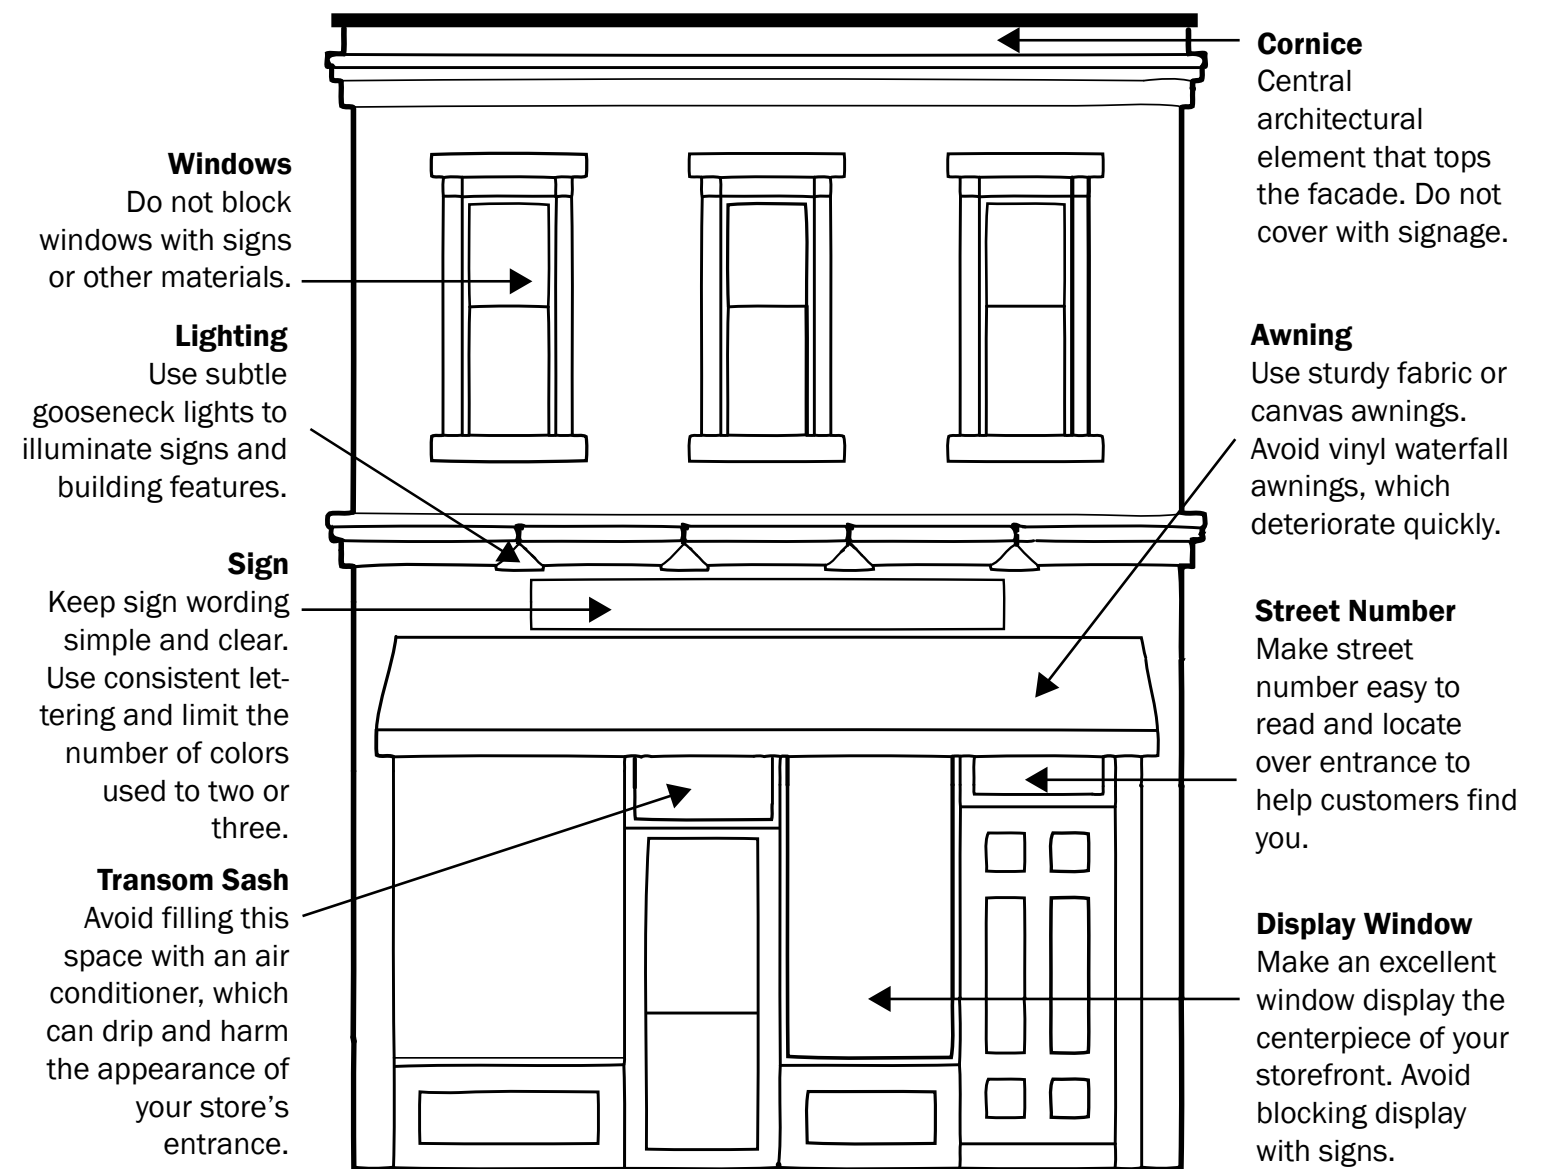 Windows
Do not block
windows with signs
or other materials.
Lighting
Use subtle
gooseneck lights to
illuminate signs and
building features.
Sign
Keep sign wording
simple and clear.
Use consistent let-
tering and limit the
number of colors
used to two or
three.
Transom Sash
Avoid filling this
space with an air
conditioner, which
can drip and harm
the appearance of
your store’s
entrance.
Cornice
Central
architectural
element that tops
the facade. Do not
cover with signage.
Awning
Use sturdy fabric or
canvas awnings.
Avoid vinyl waterfall
awnings, which
deteriorate quickly.
Street Number
Make street
number easy to
read and locate
over entrance to
help customers find
you.
Display Window
Make an excellent
window display the
centerpiece of your
storefront. Avoid
blocking display
with signs.